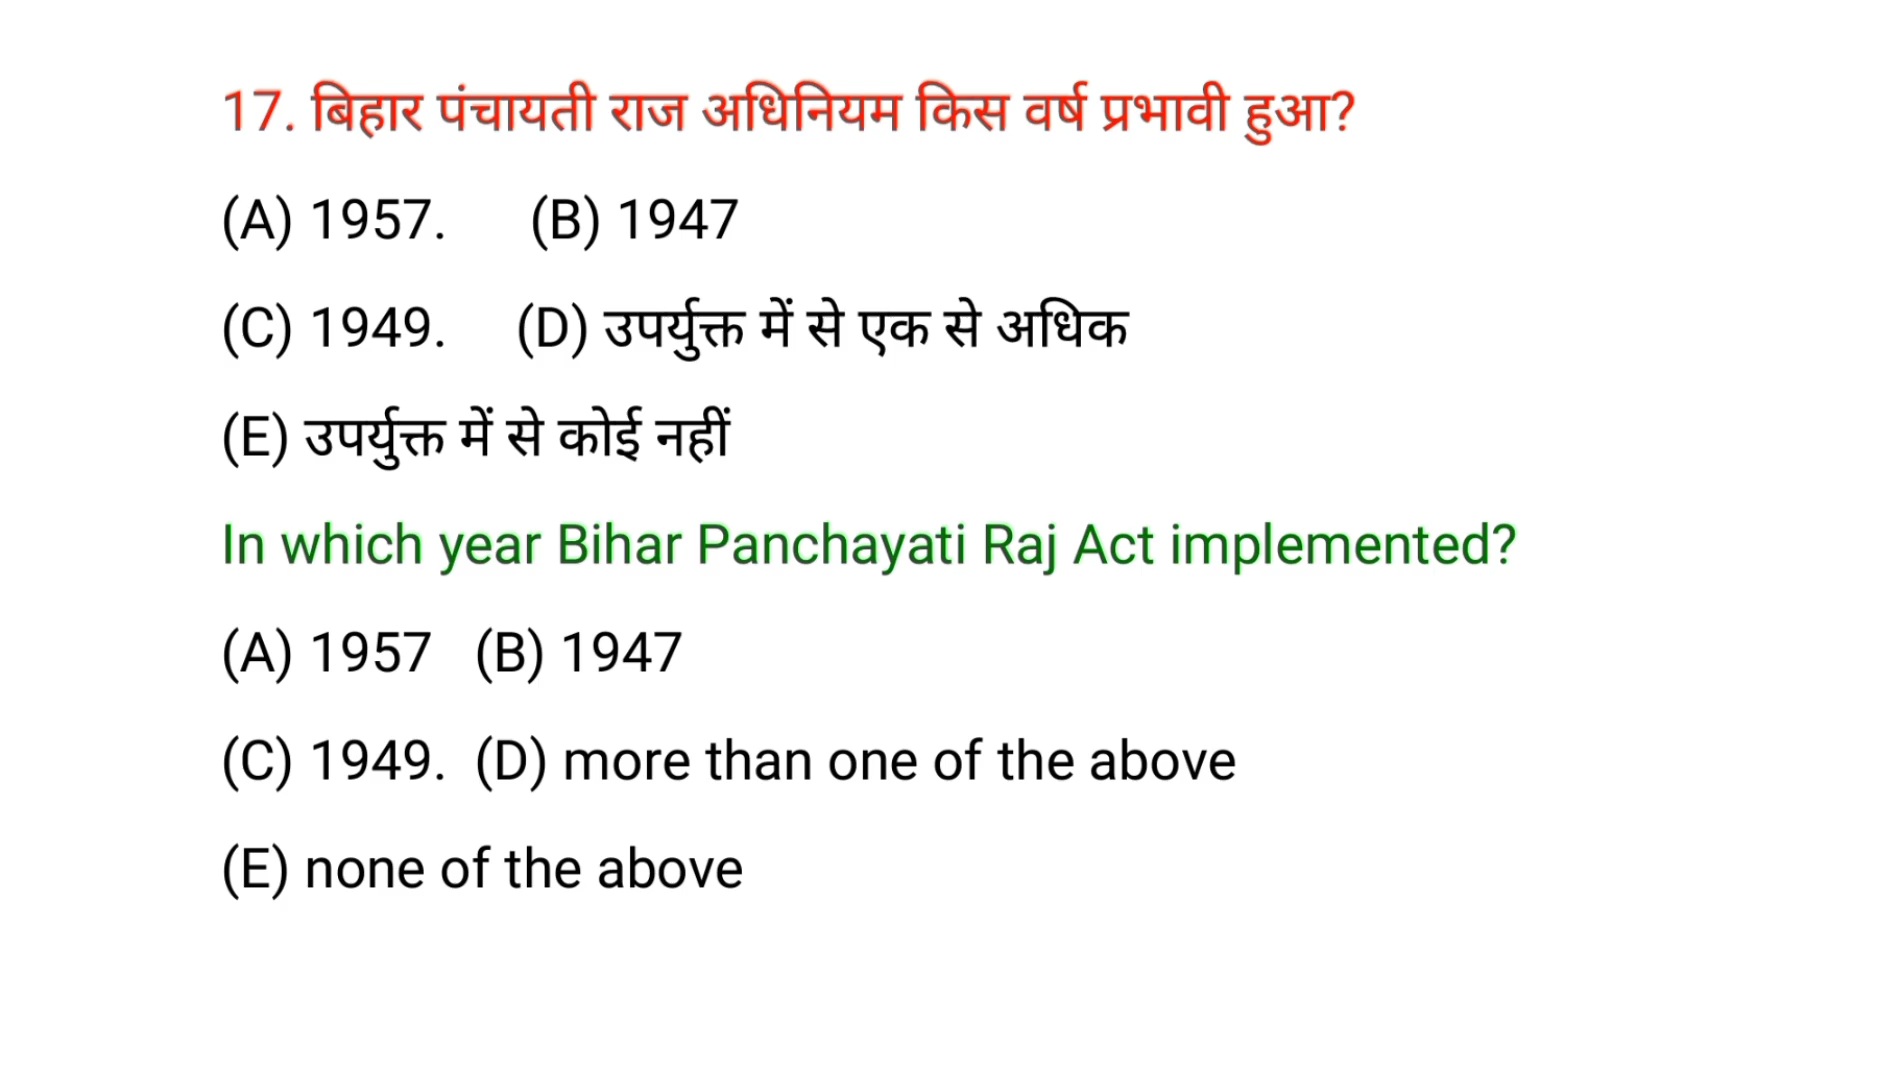 17. बिहार पंचायती राज अधिनियम किस वर्ष प्रभावी हुआ?
(A) 1957. (B) 1947
(C) 1949. (D) उपर्युक्त में से एक से अधिक
(E) उपर्युक्त में से कोई नहीं
In which year Bihar Panchayati Raj Act implemented?
(A) 1957 (B) 1947
(C) 1949. (D) more than one of the above
(E) none of the above